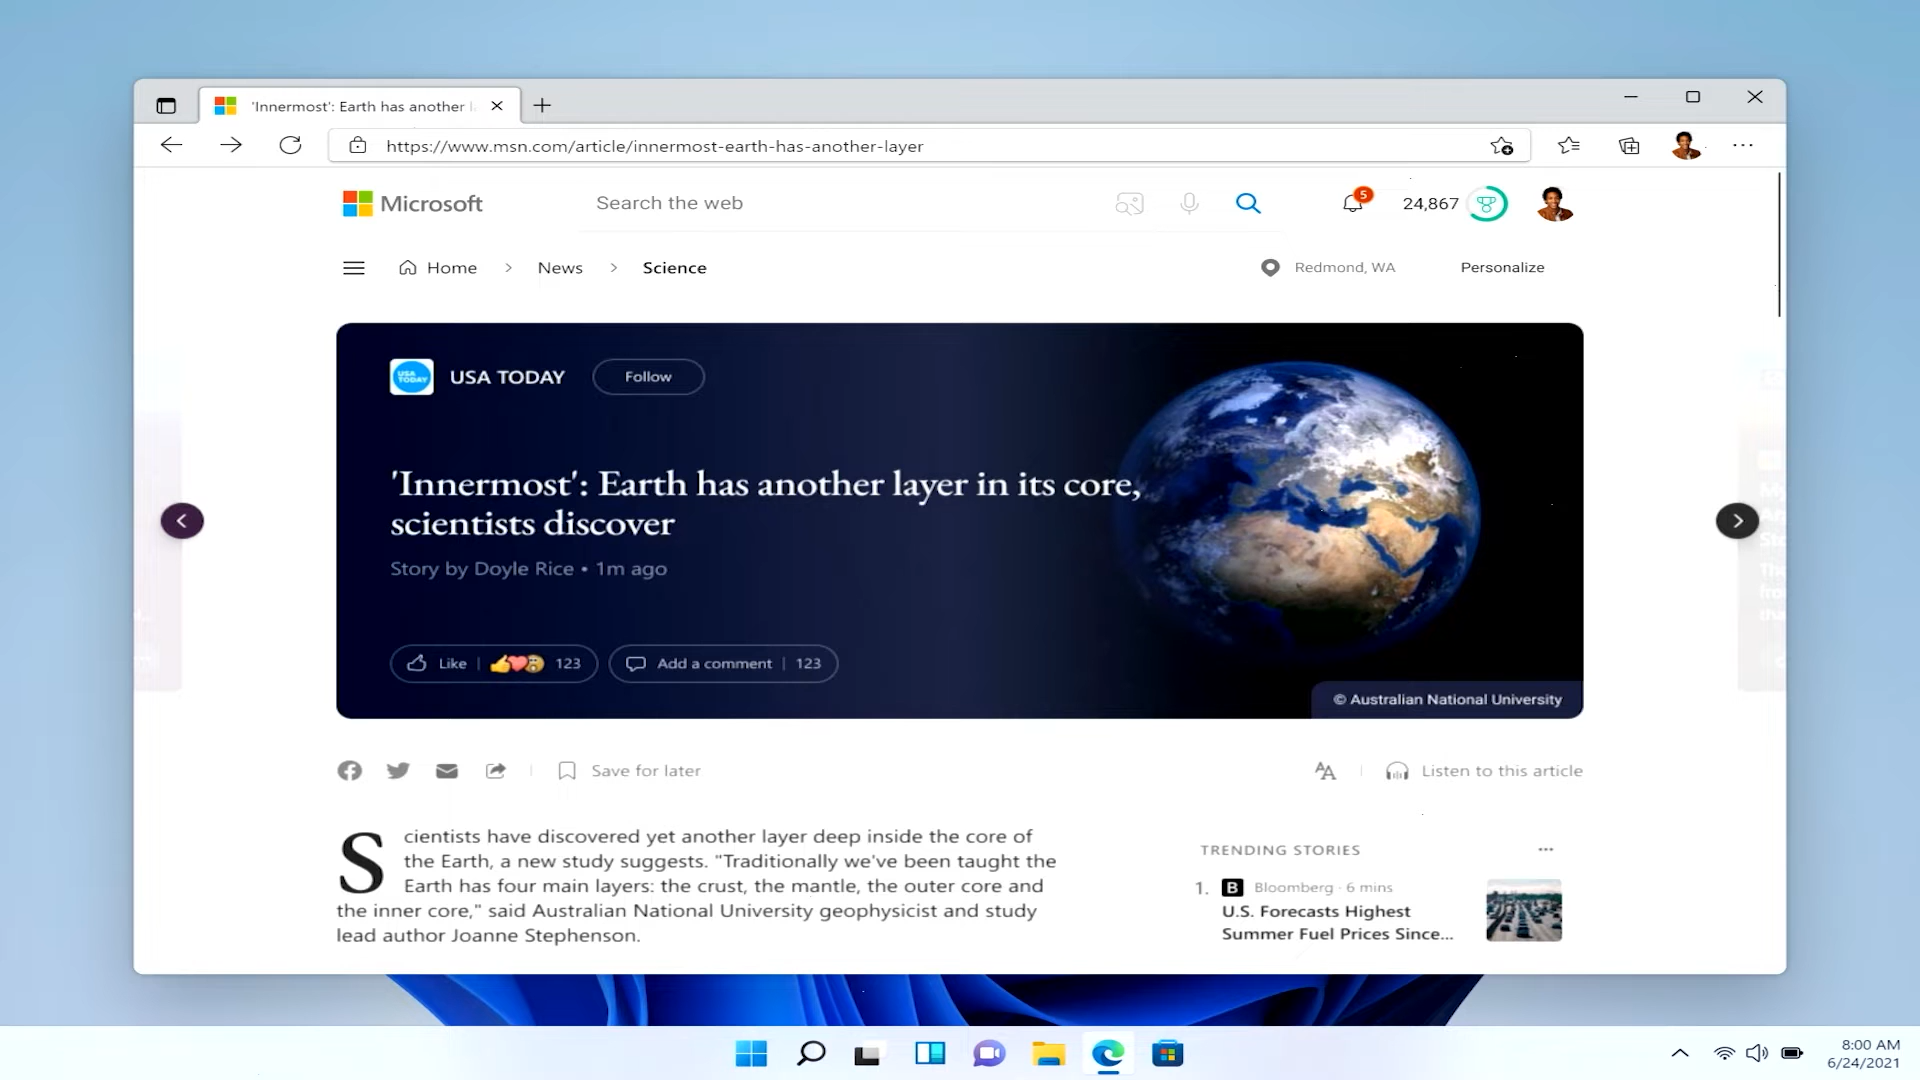 'Innermost': Earth has another
https://www.msn.com/article/innermost-earth-has-another-layer
Microsoft
Search the web
5
24,867
Home > News > Science
Redmond, WA
Personalize
USA TODAY
USA TODAY
Follow
'Innermost': Earth has another layer in its core,
scientists discover
Story by Doyle Rice • 1m ago
Like | 123
Add a comment | 123
© Australian National University
Save for later
Listen to this article
Scientists have discovered yet another layer deep inside the core of
the Earth, a new study suggests. "Traditionally we've been taught the
Earth has four main layers: the crust, the mantle, the outer core and
the inner core," said Australian National University geophysicist and study
lead author Joanne Stephenson.
TRENDING STORIES
1. B Bloomberg · 6 mins
U.S. Forecasts Highest
Summer Fuel Prices Since...
8:00 AM
6/24/2021